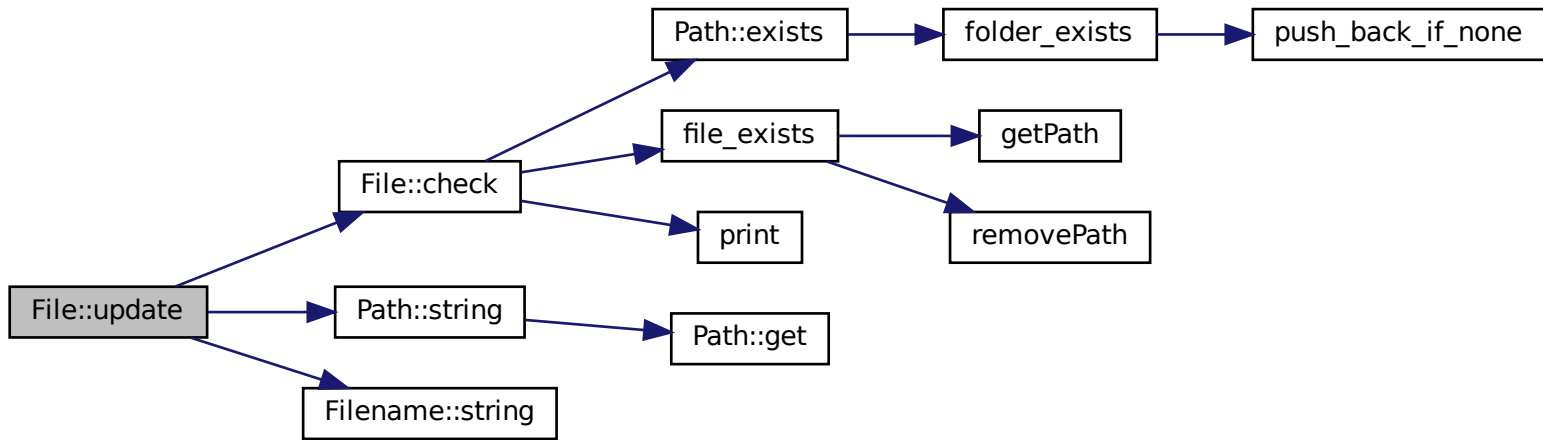 Path::exists
folder_exists
push_back_if_none
file_exists
getPath
File::check
print
removePath
File::update
Path::string
Path::get
Filename::string